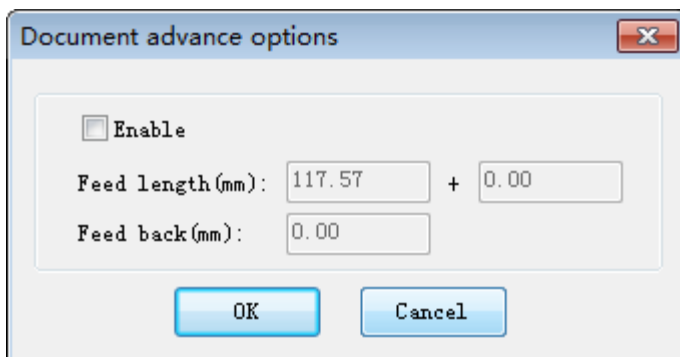 Document advance options
Enable
Feed length(mm): 117.57 + 0.00
Feed back(mm): 0.00
OK Cancel